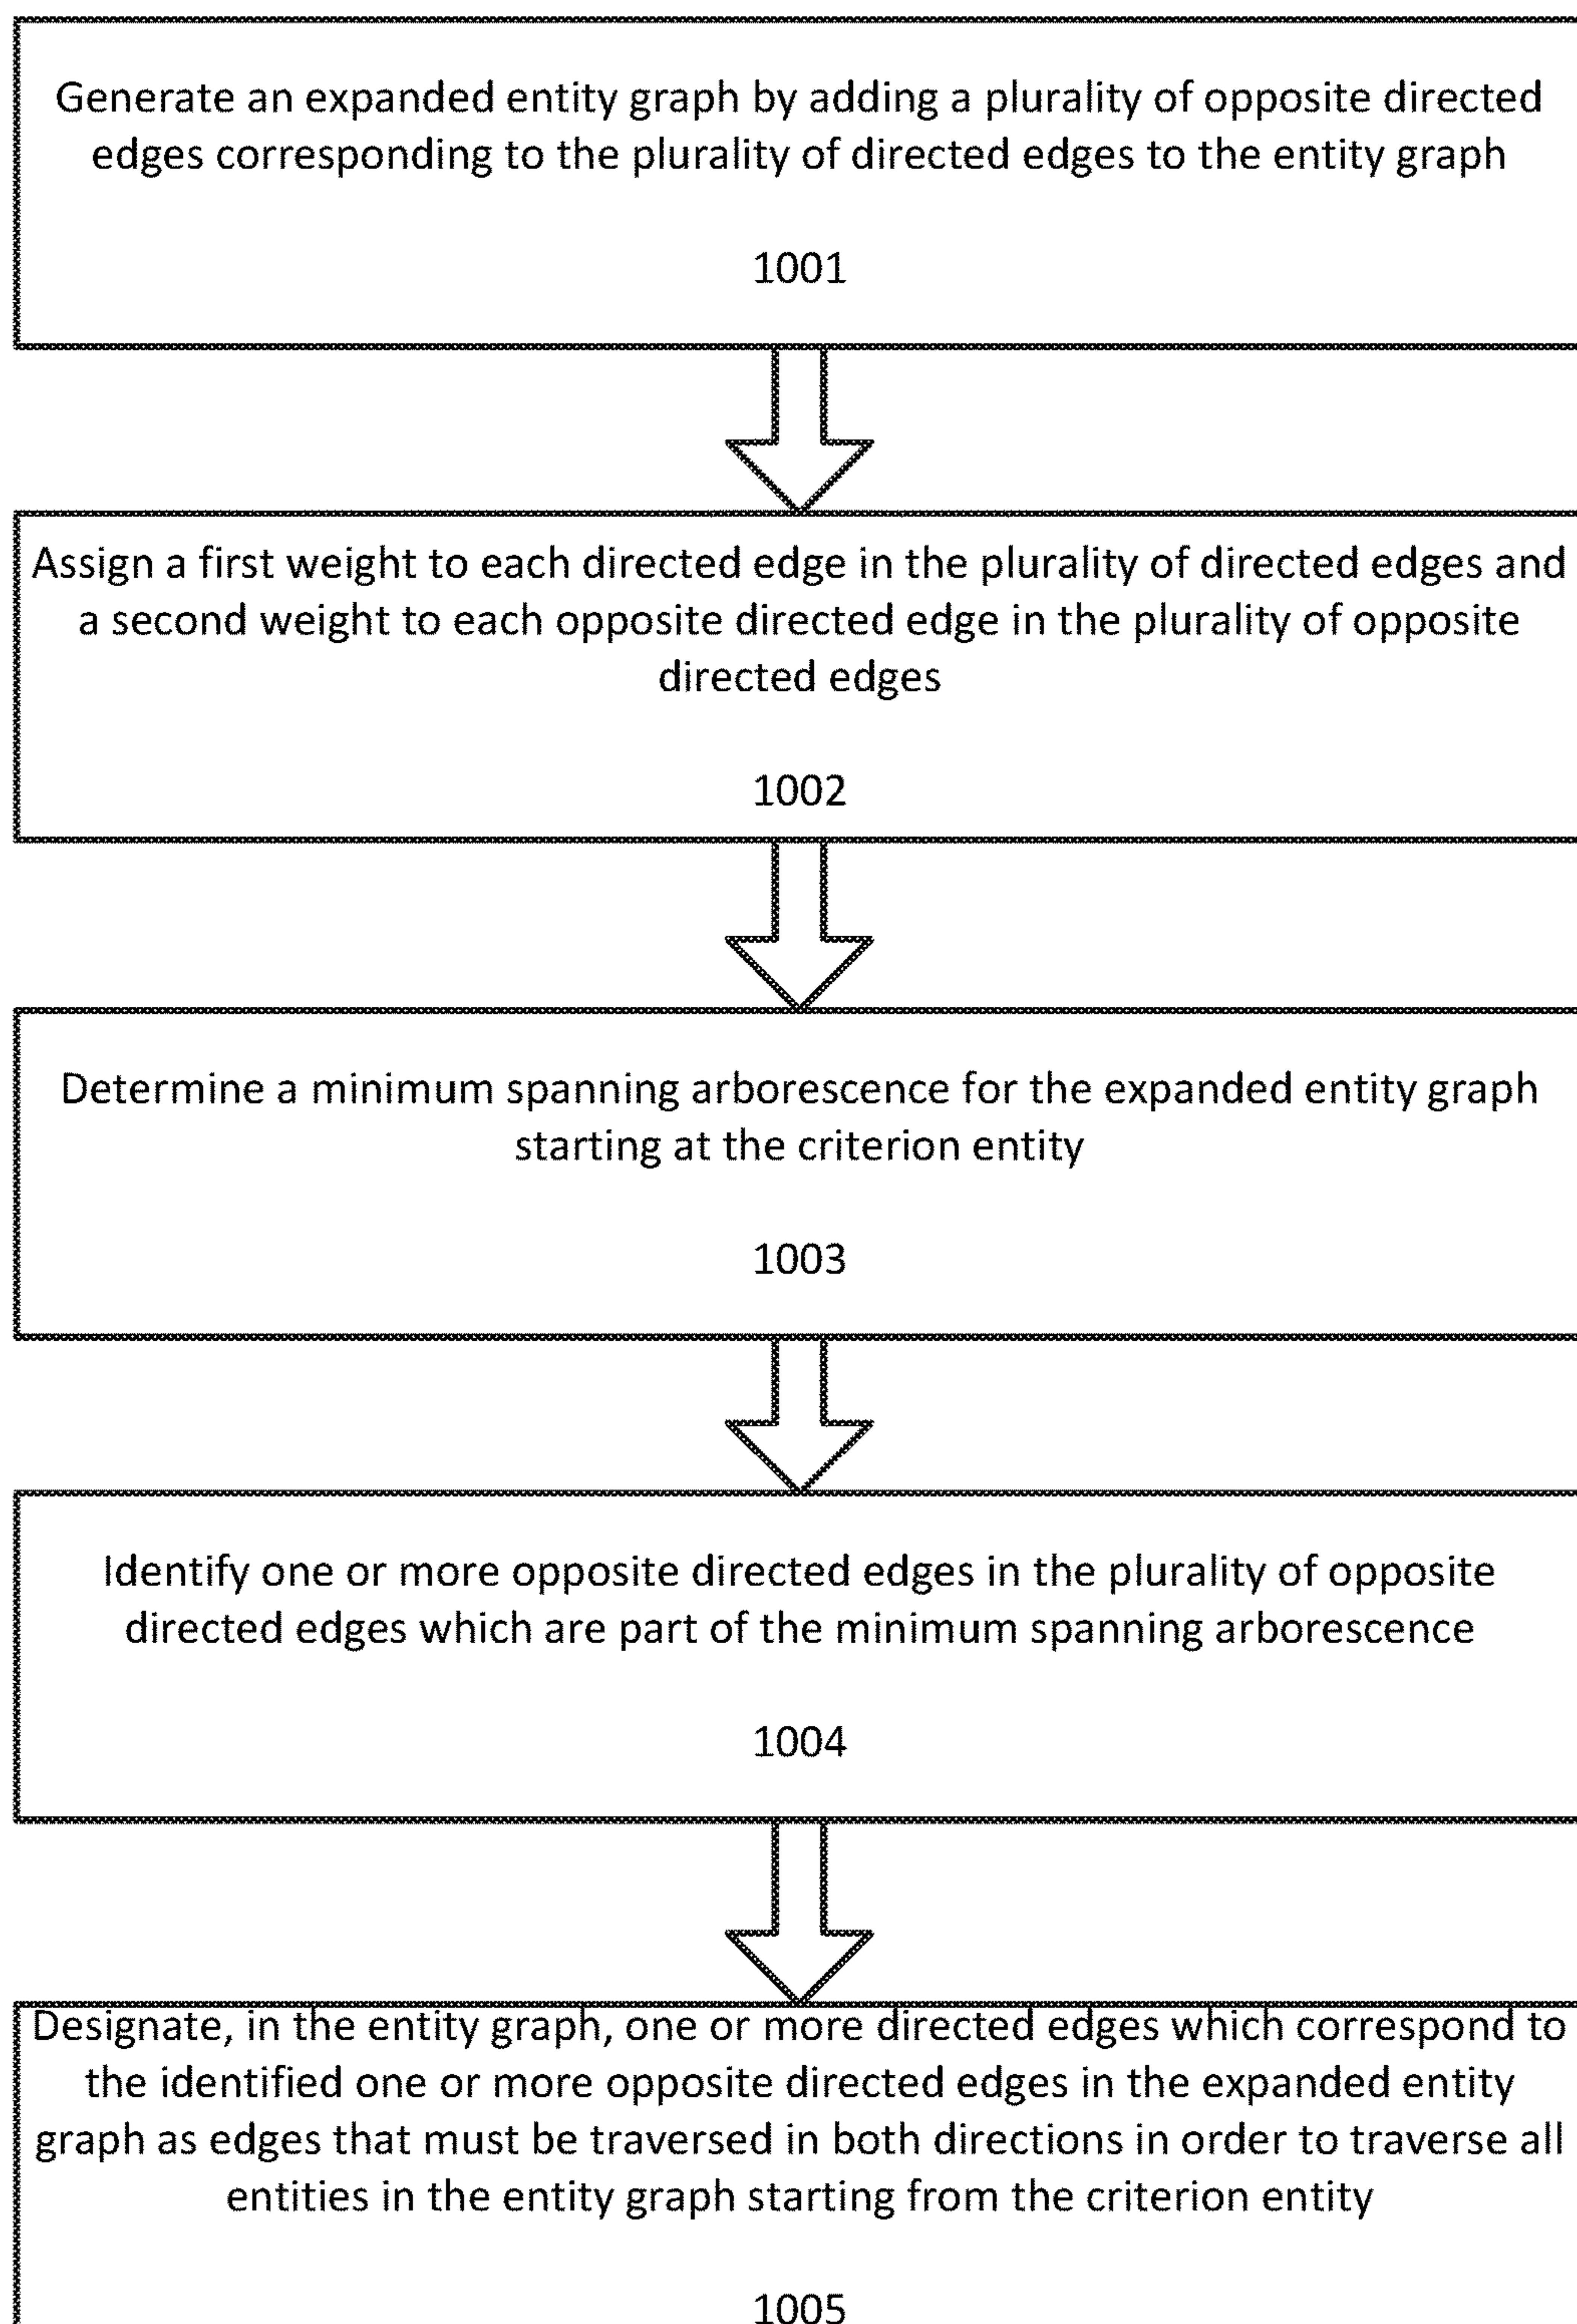 Generate an expanded entity graph by adding a plurality of opposite directed
edges corresponding to the plurality of directed edges to the entity graph
1001
Assign a first weight to each directed edge in the plurality of directed edges and
a second weight to each opposite directed edge in the plurality of opposite
directed edges
1002
Determine a minimum spanning arborescence for the expanded entity graph
starting at the criterion entity
1003
Identify one or more opposite directed edges in the plurality of opposite
directed edges which are part of the minimum spanning arborescence
1004
Designate, in the entity graph, one or more directed edges which correspond to
the identified one or more opposite directed edges in the expanded entity
graph as edges that must be traversed in both directions in order to traverse all
entities in the entity graph starting from the criterion entity
1005